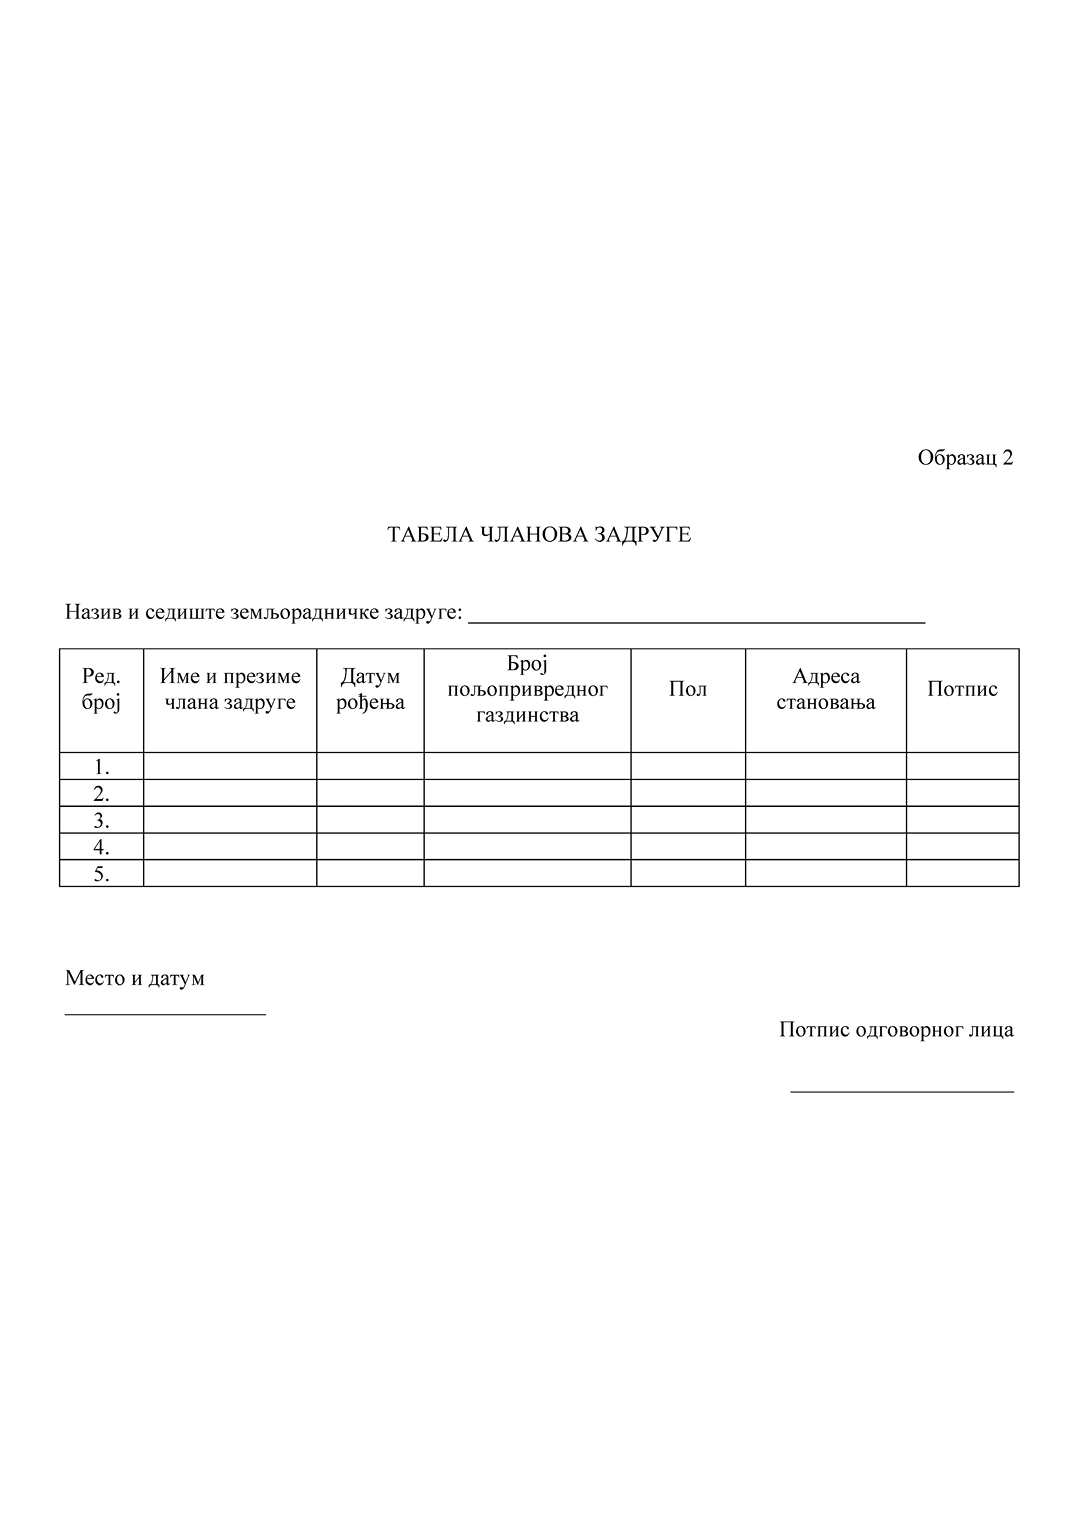 Образац 2
ТАБЕЛА ЧЛАНОВА ЗАДРУГЕ
Назив и седиште земљорадничке задруге:
Ред. број
Име и презиме члана задруге
Датум рођења
Број пољопривредног газдинства
Пол
Адреса становања
Потпис
1.
2.
3.
4.
5.
Место и датум
Потпис одговорног лица